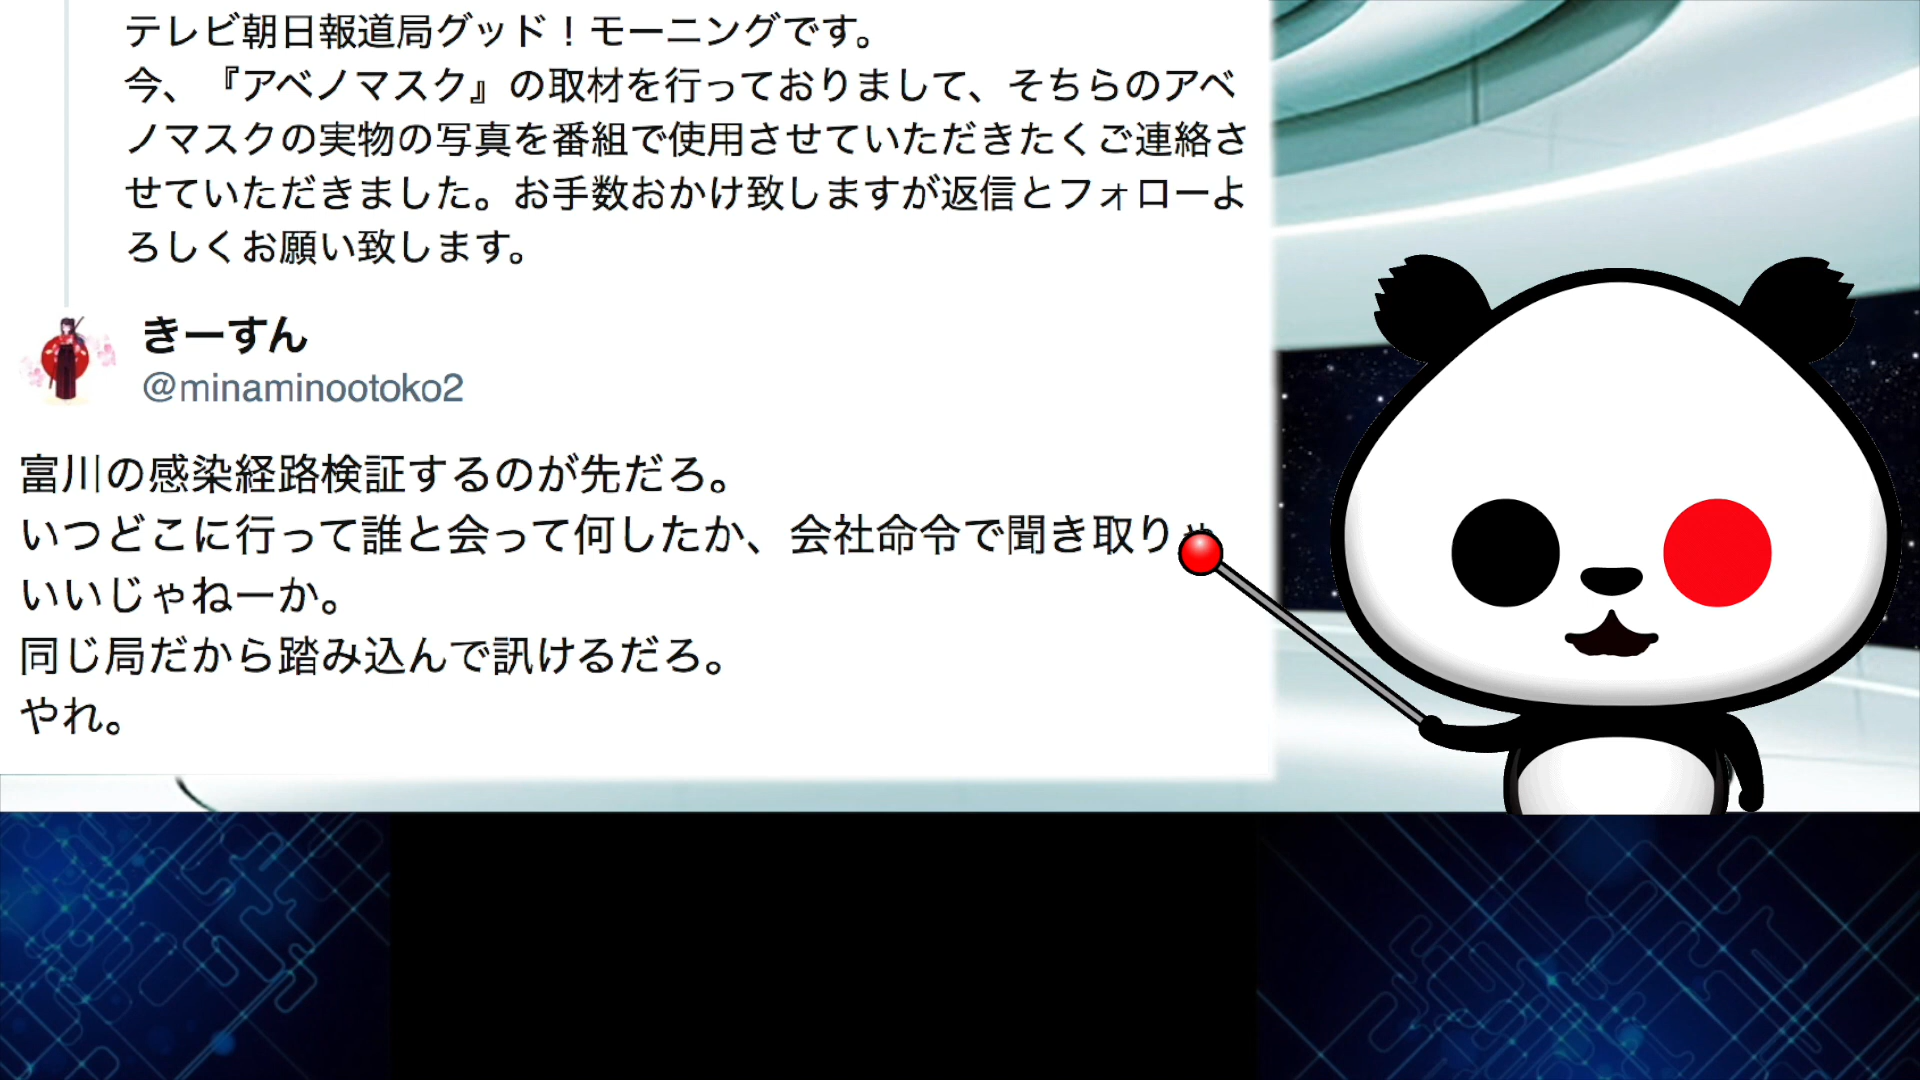 テレビ朝日報道局グッド！モーニングです。
今、『アベノマスク』の取材を行っておりまして、そちらのアベ
ノマスクの実物の写真を番組で使用させていただきたくご連絡さ
せていただきました。お手数おかけ致しますが返信とフォローよ
ろしくお願い致します。
きーすん
@minaminootoko2
富川の感染経路検証するのが先だろ。
いつどこに行って誰と会って何したか、会社命令で聞き取り
いいじゃねーか。
同じ局だから踏み込んで訊けるだろ。
やれ。